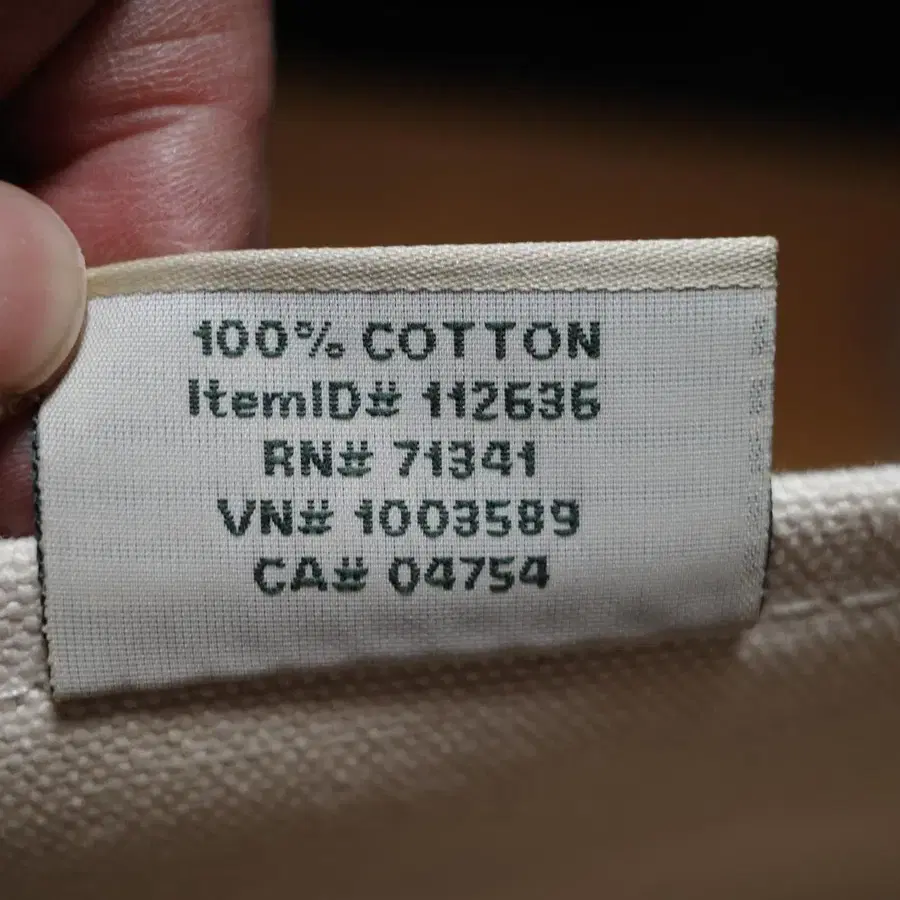 100% COTTON
ItemID# 112636
RN# 71341
VN# 1003589
CA# 04754